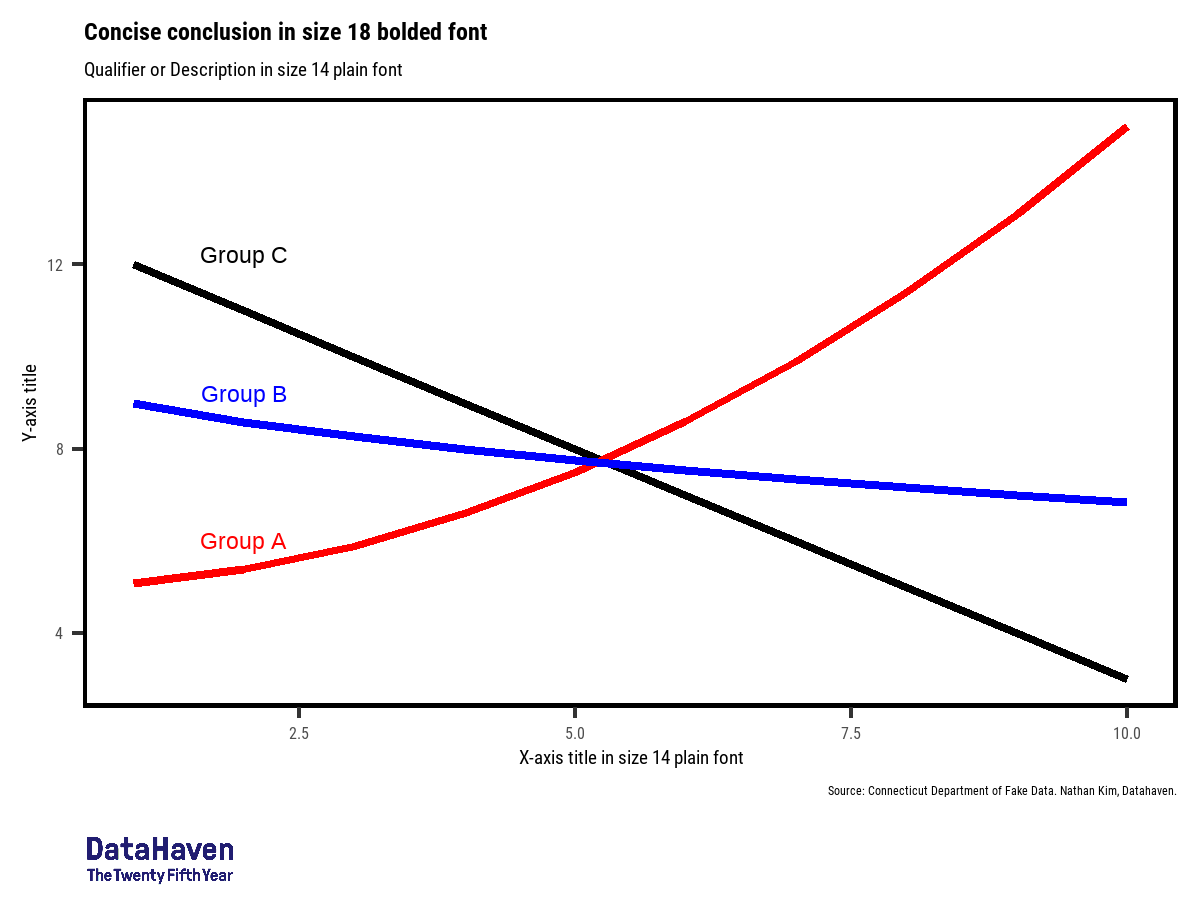 Concise conclusion in size 18 bolded font
Qualifier or Description in size 14 plain font
Group C
Group B
Group A
12
8
4
Y-axis title
2.5
5.0
7.5
10.0
X-axis title in size 14 plain font
Source: Connecticut Department of Fake Data. Nathan Kim, Datahaven.
DataHaven
The Twenty Fifth Year